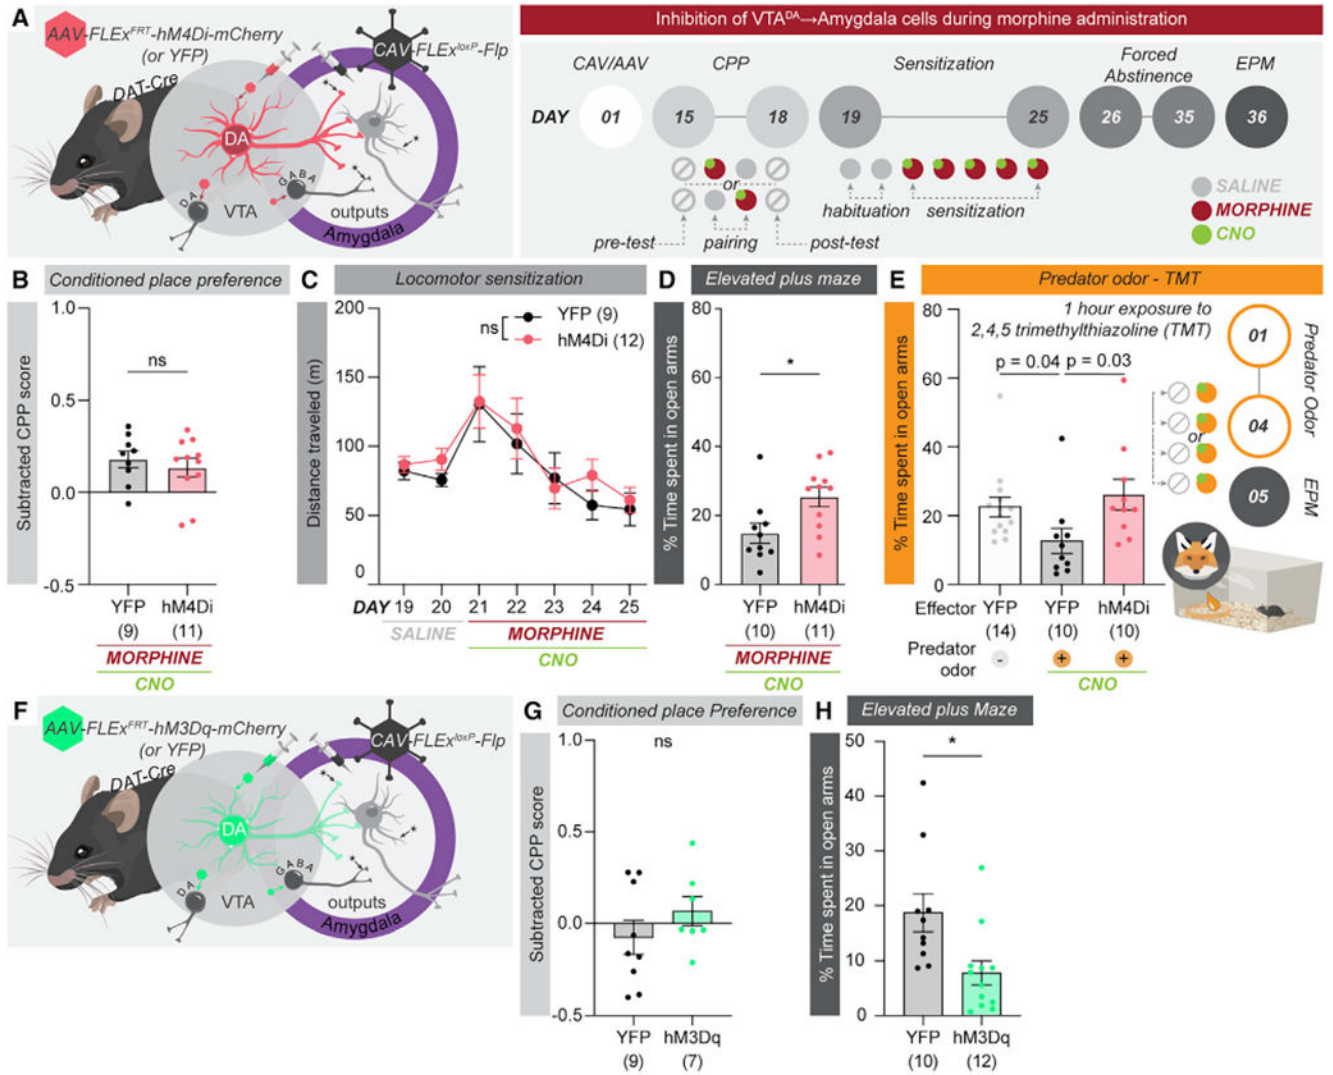 A
AAV-FLEx^FRT-hM4Di-mCherry
(or YFP)
CAV-FLEx^loxP-Flp
DAT-Cre
DA
DA
GABA
VTA
outputs
Amygdala
Inhibition of VTA^DA→Amygdala cells during morphine administration
CAV/AAV
CPP
Sensitization
Forced
Abstinence
EPM
DAY
01
15
18
19
25
26
35
36
or
habituation
sensitization
pre-test
pairing
post-test
SALINE
MORPHINE
CNO
B
Conditioned place preference
Subtracted CPP score
1.0
0.5
0.0
-0.5
ns
YFP
hM4Di
(9)
(11)
MORPHINE
CNO
C
Locomotor sensitization
Distance traveled (m)
200
150
100
50
0
ns
YFP (9)
hM4Di (12)
DAY 19 20 21 22 23 24 25
SALINE
MORPHINE
CNO
D
Elevated plus maze
% Time spent in open arms
80
60
40
20
0
*
YFP
hM4Di
(10)
(11)
MORPHINE
CNO
E
Predator odor - TMT
% Time spent in open arms
80
60
40
20
0
1 hour exposure to
2,4,5 trimethylthiazoline (TMT)
p = 0.04
p = 0.03
01
04
05
Predator Odor
EPM
or
Effector YFP YFP hM4Di
(14) (10) (10)
Predator
odor
- + +
CNO
F
AAV-FLEx^FRT-hM3Dq-mCherry
(or YFP)
CAV-FLEx^loxP-Flp
DAT-Cre
DA
DA
GABA
VTA
outputs
Amygdala
G
Conditioned place Preference
Subtracted CPP score
1.0
0.5
0.0
-0.5
ns
YFP
hM3Dq
(9)
(7)
H
Elevated plus Maze
% Time spent in open arms
50
40
30
20
10
0
*
YFP
hM3Dq
(10)
(12)